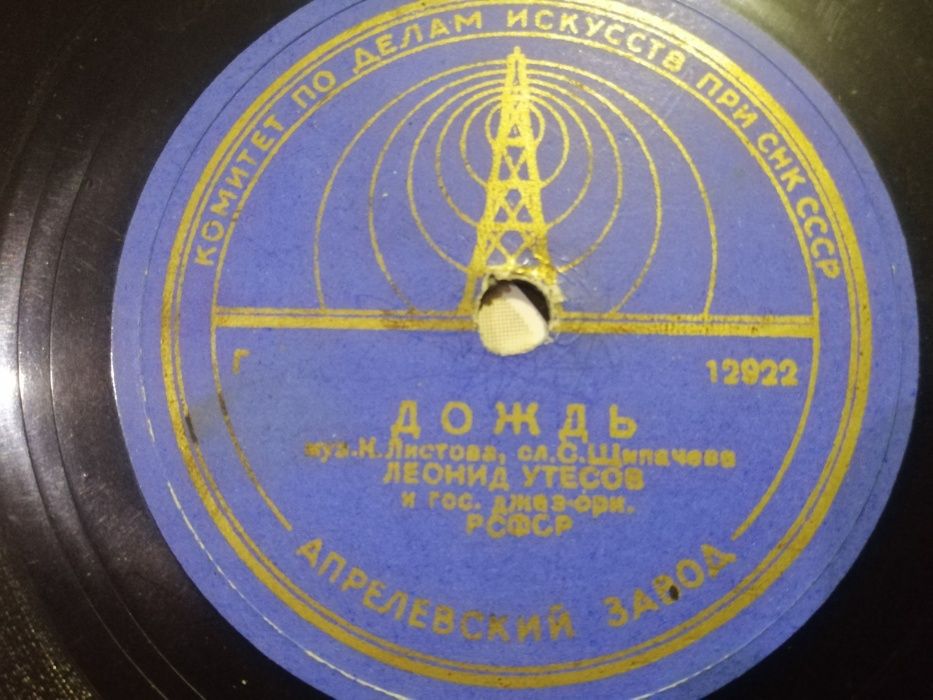 КОМИТЕТ ПО ДЕЛАМ ИСКУССТВ ПРИ СНК СССР
Г 12922
ДОЖДЬ
муз. К. Листова, сл. С. Щипачева
ЛЕОНИД УТЕСОВ
и гос. джаз-орк.
РСФСР
АПРЕЛЕВСКИЙ ЗАВОД